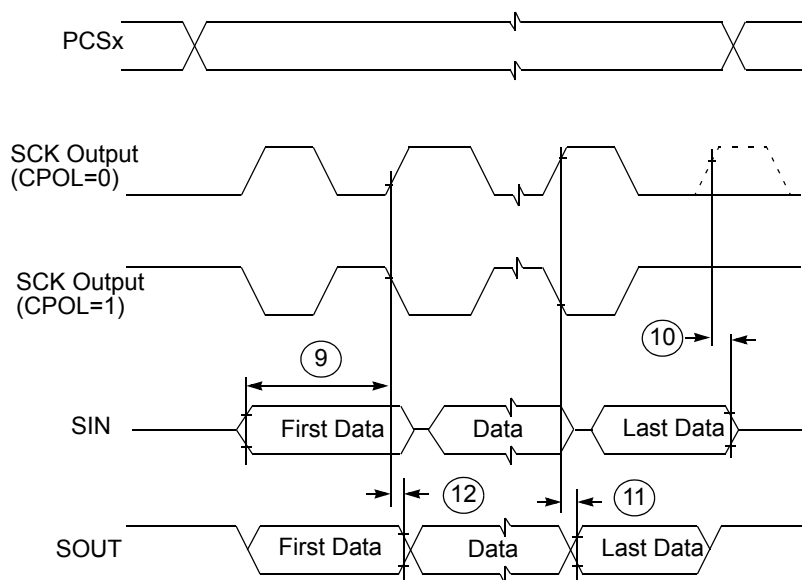 PCSx
SCK Output
(CPOL=0)
SCK Output
(CPOL=1)
10
9
SIN
First Data
Data
Last Data
12
11
SOUT
First Data
Data
Last Data